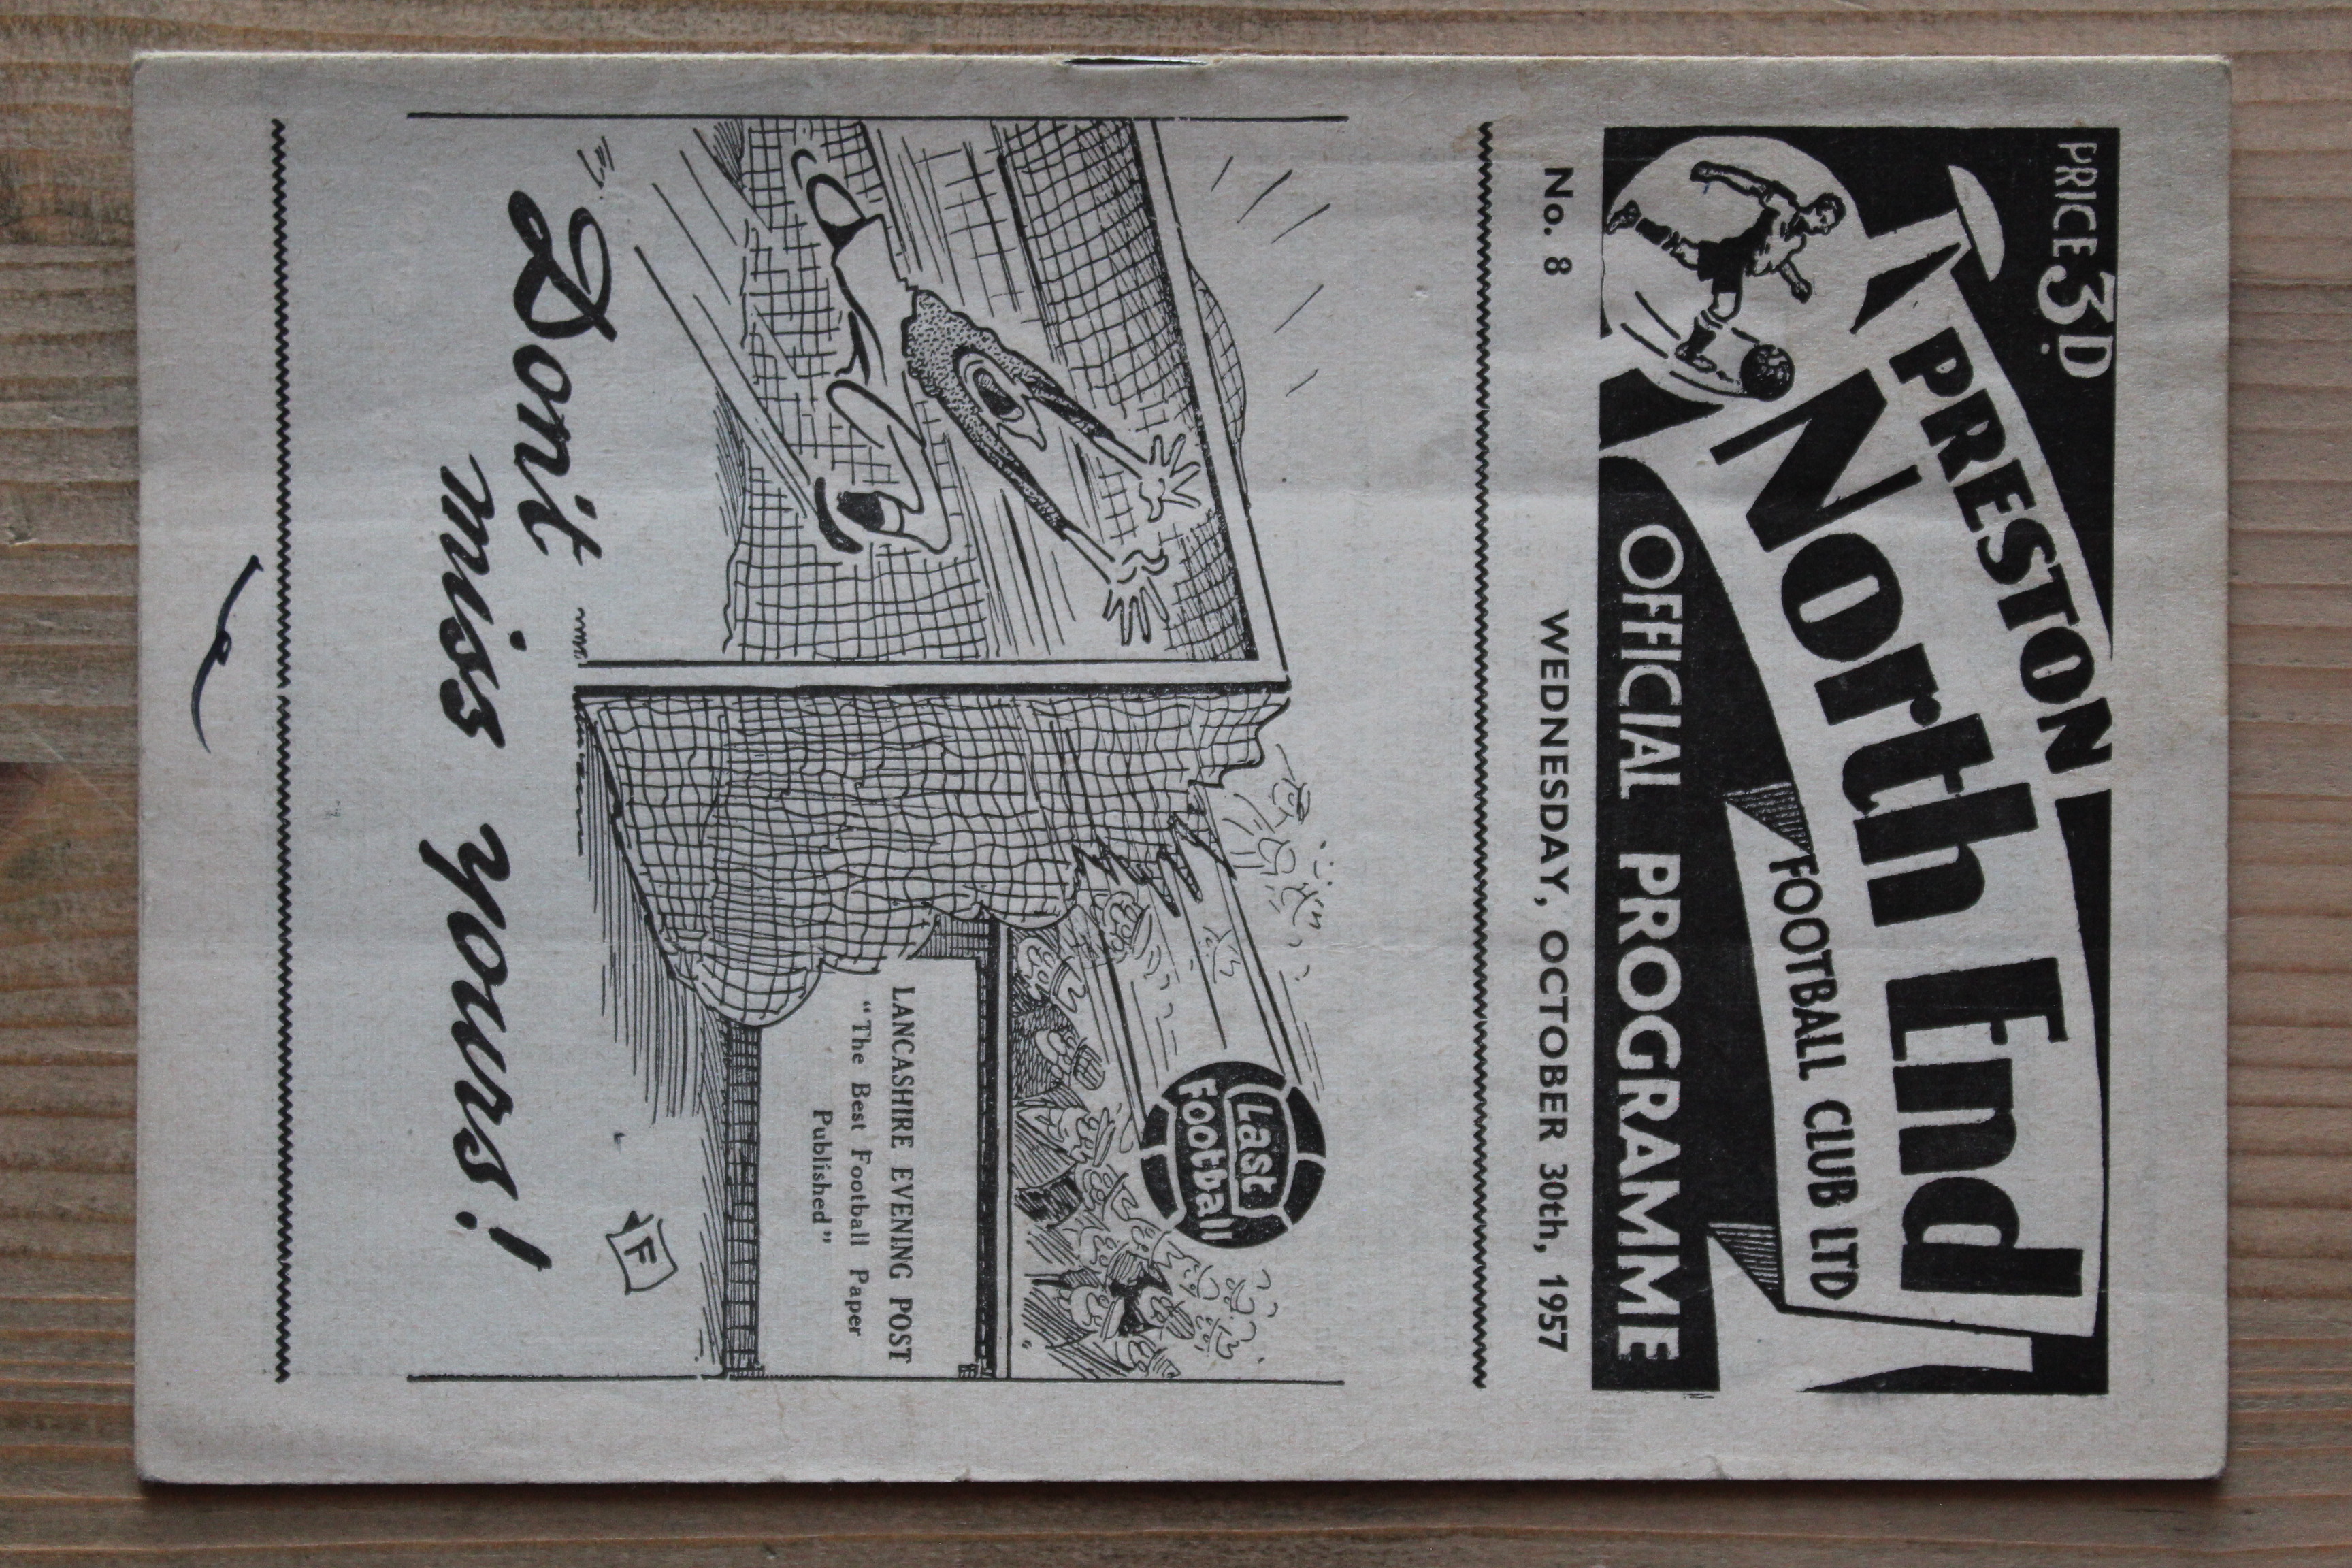 PRICE 3D.
PRESTON
North End
FOOTBALL CLUB LTD
OFFICIAL PROGRAMME
No. 8 WEDNESDAY, OCTOBER 30th, 1957
Last
Football
LANCASHIRE EVENING POST
"The Best Football Paper
Published"
F
Don't
miss yours!